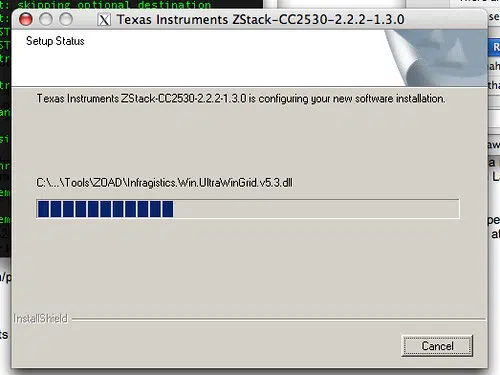 : skipping optional destination
Texas Instruments ZStack-CC2530-2.2.2-1.3.0
Setup Status
Texas Instruments ZStack-CC2530-2.2.2-1.3.0 is configuring your new software installation.
C:\...\Tools\ZOAD\Infragistics.Win.UltraWinGrid.v5.3.dll
InstallShield
Cancel